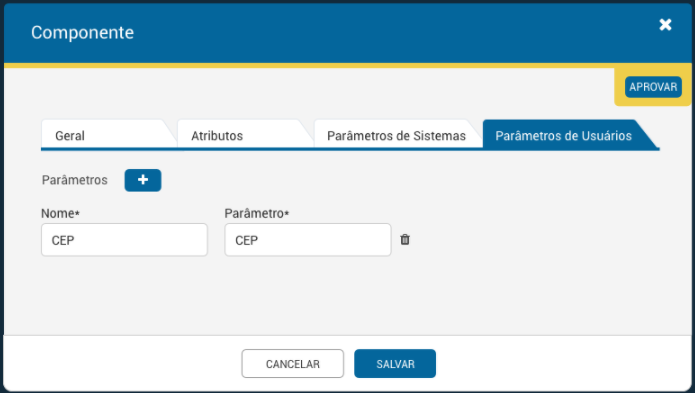 Componente
APROVAR
Geral Atributos Parâmetros de Sistemas Parâmetros de Usuários
Parâmetros
Nome* Parâmetro*
CEP CEP
CANCELAR SALVAR